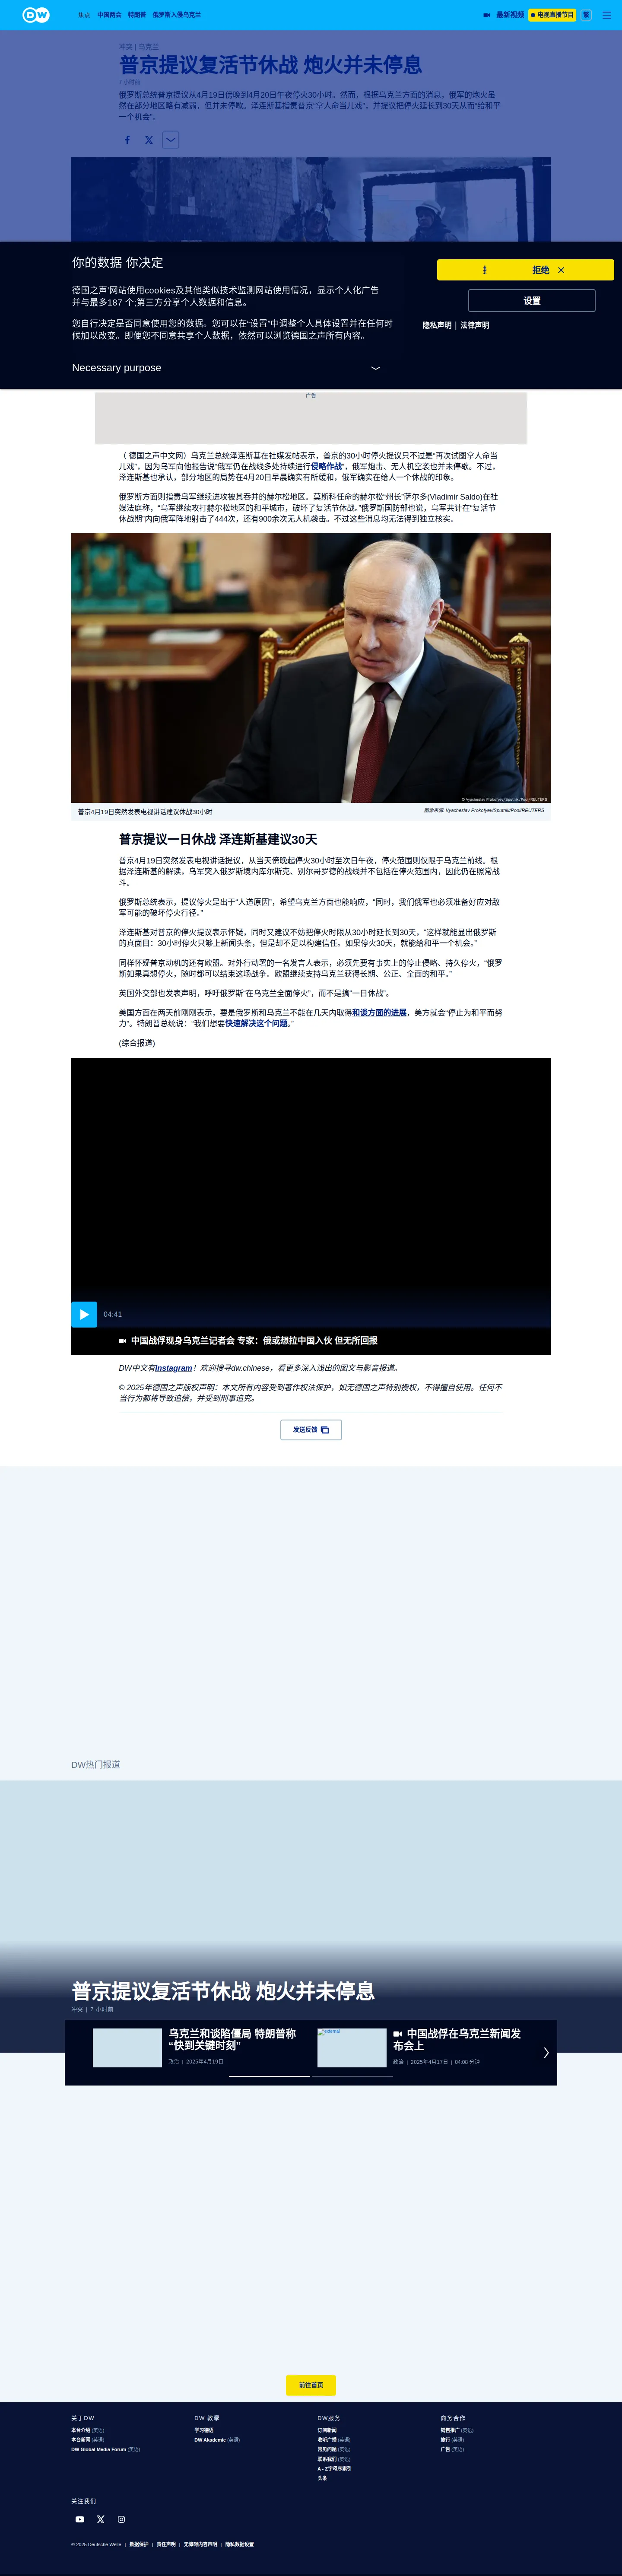 DW
焦点 中国两会 特朗普 俄罗斯入侵乌克兰
最新视频 电视直播节目 繁
冲突 | 乌克兰
普京提议复活节休战 炮火并未停息
7 小时前
俄罗斯总统普京提议从4月19日傍晚到4月20日午夜停火30小时。然而，根据乌克兰方面的消息，俄军的炮火虽
然在部分地区略有减弱，但并未停歇。泽连斯基指责普京“拿人命当儿戏”，并提议把停火延长到30天从而“给和平
一个机会”。
你的数据 你决定
拒绝
德国之声'网站使用cookies及其他类似技术监测网站使用情况，显示个人化广告
并与最多187 个;第三方分享个人数据和信息。
设置
您自行决定是否同意使用您的数据。您可以在“设置”中调整个人具体设置并在任何时
候加以改变。即便您不同意共享数据，依然可以浏览德国之声所有内容。
隐私声明 | 法律声明
Necessary purpose
广告
（ 德国之声中文网）乌克兰总统泽连斯基在社媒发帖表示，普京的30小时停火提议只不过是“再次试图拿人命当
儿戏”，因为乌军向他报告说“俄军仍在战线多处持续进行侵略作战”，俄军炮击、无人机空袭也并未停歇。不过，
泽连斯基也承认，部分地区的局势在4月20日早晨确实有所缓和，俄军确实在给人一个休战的印象。
俄罗斯方面则指责乌军继续进攻被其吞并的赫尔松地区。莫斯科任命的赫尔松“州长”萨尔多(Vladimir Saldo)在社
媒法庭称，“乌军继续攻打赫尔松地区的和平城市，破坏了复活节休战。”俄罗斯国防部也说，乌军共计在“复活节
休战期”内向俄军阵地射击了444次，还有900余次无人机袭击。不过这些消息均无法得到独立核实。
© Vyacheslav Prokofyev/Sputnik/Pool/REUTERS
普京4月19日突然发表电视讲话建议休战30小时
图像来源: Vyacheslav Prokofyev/Sputnik/Pool/REUTERS
普京提议一日休战 泽连斯基建议30天
普京4月19日突然发表电视讲话提议，从当天傍晚起停火30小时至次日午夜，停火范围则仅限于乌克兰前线。根
据泽连斯基的解读，乌军突入俄罗斯境内库尔斯克、别尔哥罗德的战线并不包括在停火范围内，因此仍在照常战
斗。
俄罗斯总统表示，提议停火是出于“人道原因”，希望乌克兰方面也能响应，“同时，我们俄军也必须准备好应对敌
军可能的破坏停火行径。”
泽连斯基对普京的停火提议表示怀疑，同时又建议不妨把停火时限从30小时延长到30天，“这样就能显出俄罗斯
的真面目：30小时停火只够上新闻头条，但是却不足以构建信任。如果停火30天，就能给和平一个机会。”
同样怀疑普京动机的还有欧盟。对外行动署的一名发言人表示，必须先要有事实上的停止侵略、持久停火，“俄罗
斯如果真想停火，随时都可以结束这场战争。欧盟继续支持乌克兰获得长期、公正、全面的和平。”
英国外交部也发表声明，呼吁俄罗斯“在乌克兰全面停火”，而不是搞“一日休战”。
美国方面在两天前刚刚表示，要是俄罗斯和乌克兰不能在几天内取得和谈方面的进展，美方就会“停止为和平而努
力”。特朗普总统说：“我们想要快速解决这个问题。”
(综合报道)
04:41
中国战俘现身乌克兰记者会 专家：俄或想拉中国入伙 但无所回报
DW中文有Instagram！欢迎搜寻dw.chinese，看更多深入浅出的图文与影音报道。
© 2025年德国之声版权声明：本文所有内容受到著作权法保护，如无德国之声特别授权，不得擅自使用。任何不
当行为都将导致追偿，并受到刑事追究。
发送反馈
DW热门报道
普京提议复活节休战 炮火并未停息
冲突 | 7 小时前
乌克兰和谈陷僵局 特朗普称
“快到关键时刻”
政治 | 2025年4月19日
中国战俘在乌克兰新闻发
布会上
政治 | 2025年4月17日 | 04:08 分钟
前往首页
关于DW
本台介绍 (英语)
本台新闻 (英语)
DW Global Media Forum (英语)
DW 教學
学习德语
DW Akademie (英语)
DW服务
订阅新闻
收听广播 (英语)
常见问题 (英语)
联系我们 (英语)
A - Z字母序索引
头条
商务合作
销售推广 (英语)
旅行 (英语)
广告 (英语)
关注我们
© 2025 Deutsche Welle | 数据保护 | 责任声明 | 无障碍内容声明 | 隐私数据设置